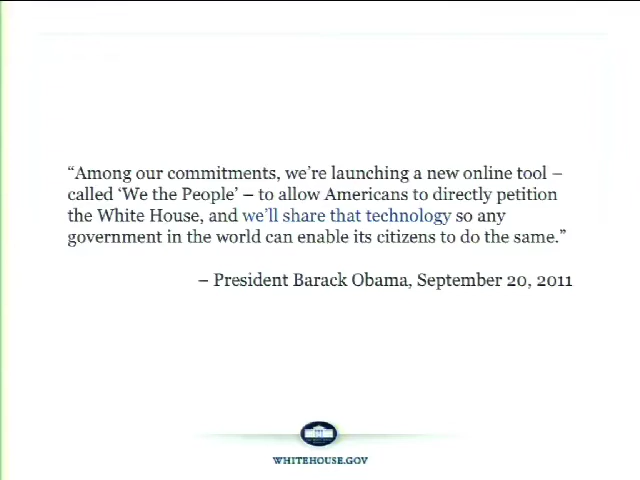 “Among our commitments, we’re launching a new online tool –
called ‘We the People’ – to allow Americans to directly petition
the White House, and we’ll share that technology so any
government in the world can enable its citizens to do the same.”
– President Barack Obama, September 20, 2011
WHITEHOUSE.GOV